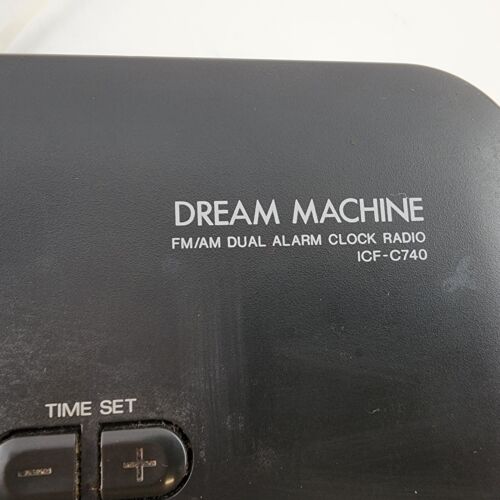 DREAM MACHINE
FM/AM DUAL ALARM CLOCK RADIO
ICF-C740
TIME SET
- +